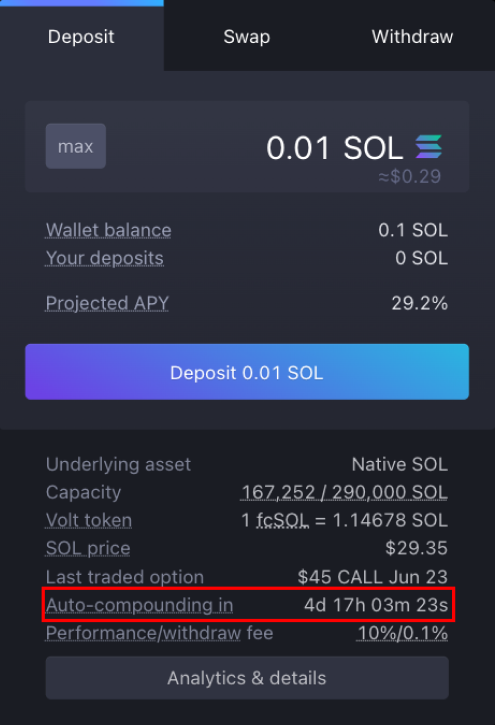 Deposit Swap Withdraw
max 0.01 SOL
≈$0.29
Wallet balance 0.1 SOL
Your deposits 0 SOL
Projected APY 29.2%
Deposit 0.01 SOL
Underlying asset Native SOL
Capacity 167,252 / 290,000 SOL
Volt token 1 fcSOL = 1.14678 SOL
SOL price $29.35
Last traded option $45 CALL Jun 23
Auto-compounding in 4d 17h 03m 23s
Performance/withdraw fee 10%/0.1%
Analytics & details